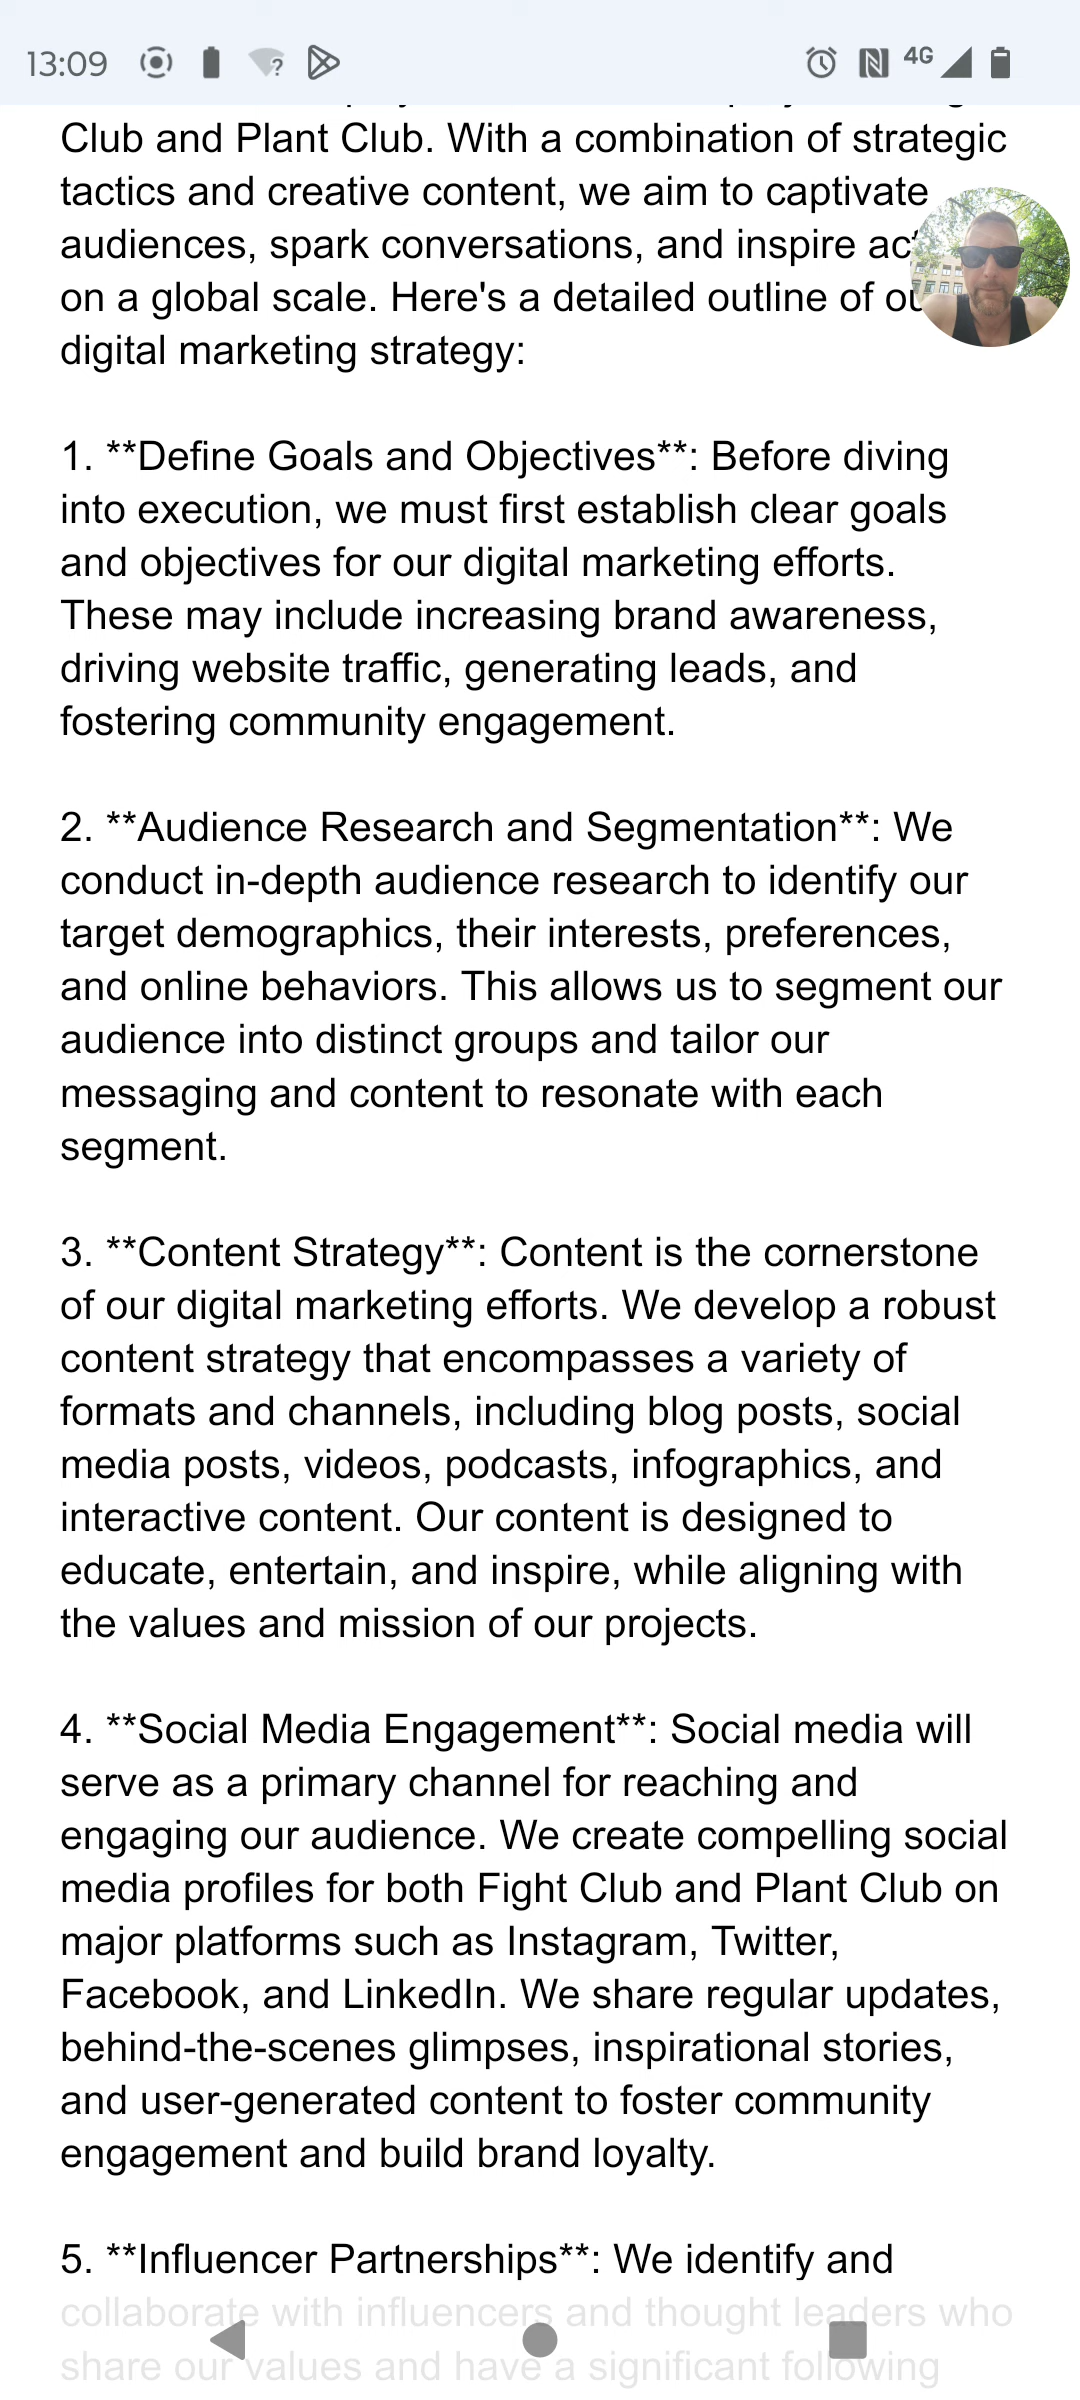 13:09 4G
Club and Plant Club. With a combination of strategic
tactics and creative content, we aim to captivate
audiences, spark conversations, and inspire
on a global scale. Here's a detailed outline of
digital marketing strategy:
1. **Define Goals and Objectives**: Before diving
into execution, we must first establish clear goals
and objectives for our digital marketing efforts.
These may include increasing brand awareness,
driving website traffic, generating leads, and
fostering community engagement.
2. **Audience Research and Segmentation**: We
conduct in-depth audience research to identify our
target demographics, their interests, preferences,
and online behaviors. This allows us to segment our
audience into distinct groups and tailor our
messaging and content to resonate with each
segment.
3. **Content Strategy**: Content is the cornerstone
of our digital marketing efforts. We develop a robust
content strategy that encompasses a variety of
formats and channels, including blog posts, social
media posts, videos, podcasts, infographics, and
interactive content. Our content is designed to
educate, entertain, and inspire, while aligning with
the values and mission of our projects.
4. **Social Media Engagement**: Social media will
serve as a primary channel for reaching and
engaging our audience. We create compelling social
media profiles for both Fight Club and Plant Club on
major platforms such as Instagram, Twitter,
Facebook, and LinkedIn. We share regular updates,
behind-the-scenes glimpses, inspirational stories,
and user-generated content to foster community
engagement and build brand loyalty.
5. **Influencer Partnerships**: We identify and
collaborate with influencers and thought leaders who
share our values and have a significant following